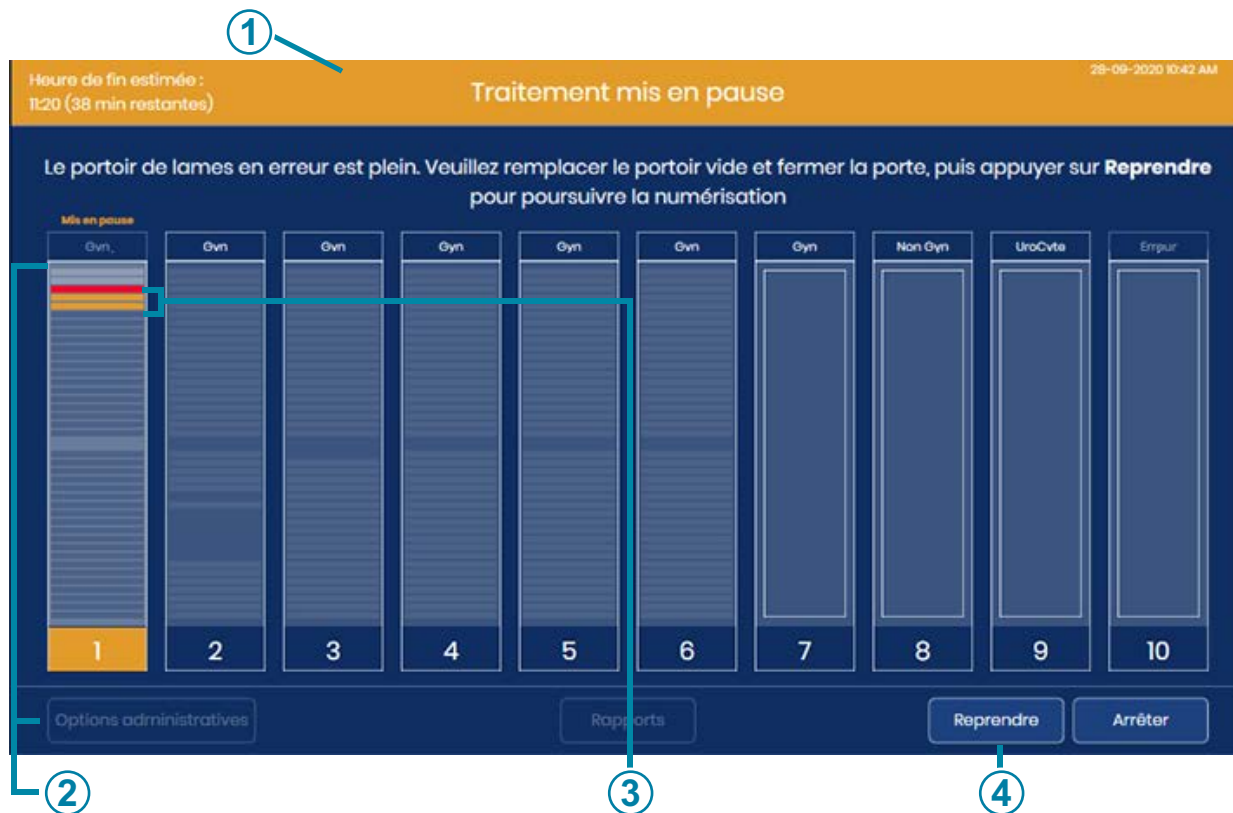 1
Heure de fin estimée :
11:20 (38 min restantes)
Traitement mis en pause
28-09-2020 10:42 AM
Le portoir de lames en erreur est plein. Veuillez remplacer le portoir vide et fermer la porte, puis appuyer sur Reprendre
pour poursuivre la numérisation
Mis en pause
Gyn Gyn Gyn Gyn Gyn Gyn Gyn Non Gyn UroCyte Erreur
1 2 3 4 5 6 7 8 9 10
Options administratives Rapports Reprendre Arrêter
2 3 4